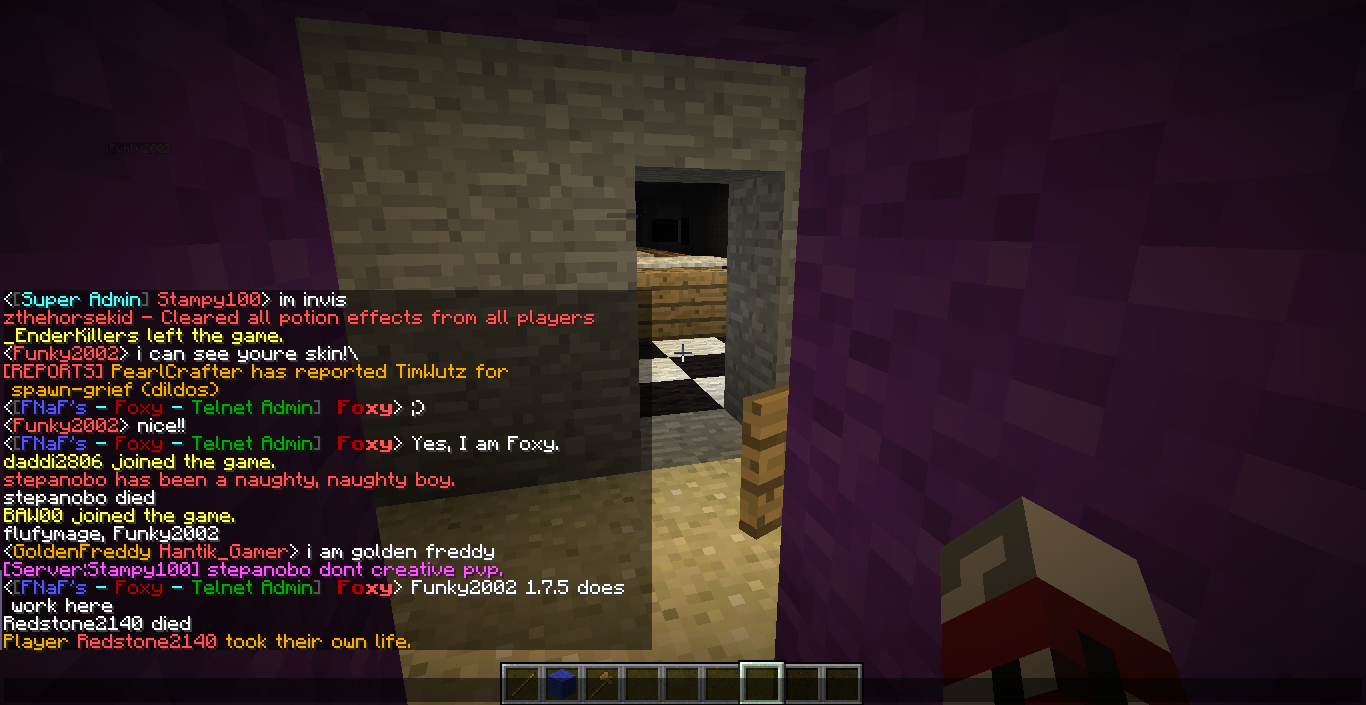 Funky2002
<[Super Admin] Stampy100> im invis
zthehorsekid - Cleared all potion effects from all players
_EnderKillers left the game.
<Funky2002> i can see youre skin!\
[REPORTS] PearlCrafter has reported TimWutz for
spawn-grief (dildos)
<[FNaF's - Foxy - Telnet Admin] Foxy> ;)
<Funky2002> nice!!
<[FNaF's - Foxy - Telnet Admin] Foxy> Yes, I am Foxy.
daddi2806 joined the game.
stepanobo has been a naughty, naughty boy.
stepanobo died
BAW00 joined the game.
flufymage, Funky2002
<GoldenFreddy Hantik_Gamer> i am golden freddy
[Server:Stampy100] stepanobo dont creative pvp.
<[FNaF's - Foxy - Telnet Admin] Foxy> Funky2002 1.7.5 does
work here
Redstone2140 died
Player Redstone2140 took their own life.